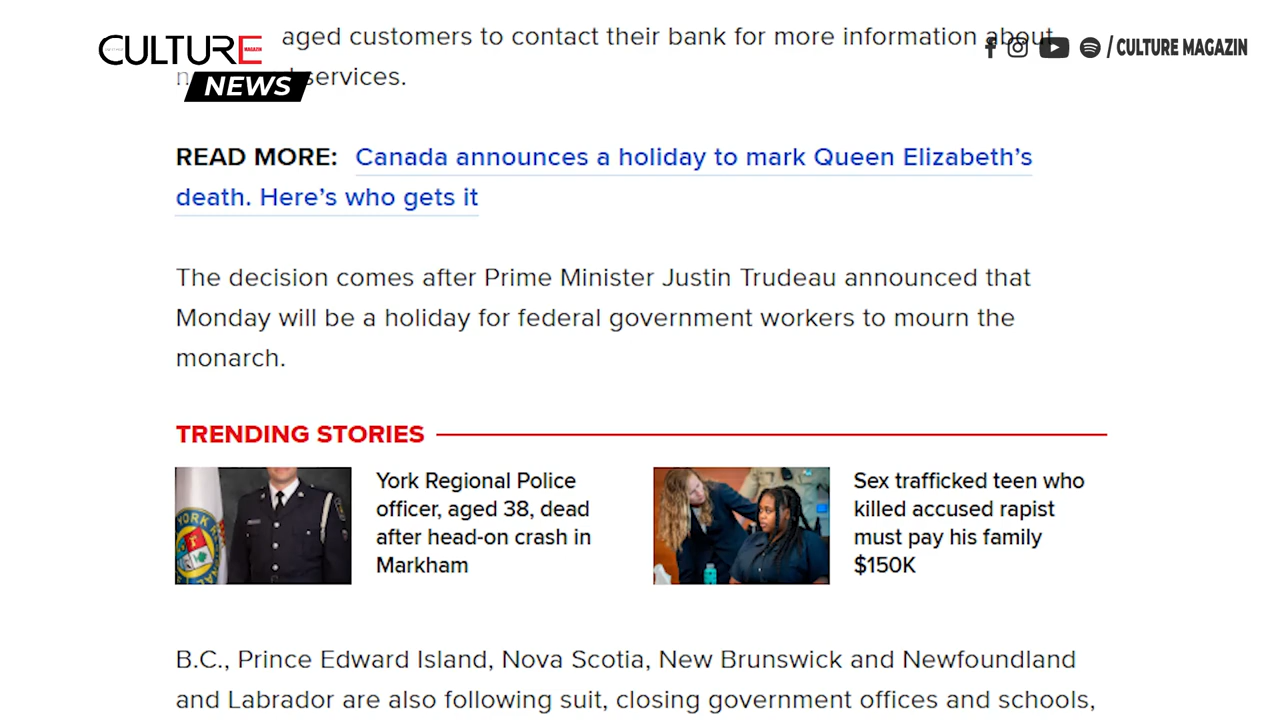 CULTURE
MAGAZIN
NEWS
aged customers to contact their bank for more information about
services.
/ CULTURE MAGAZIN
READ MORE: Canada announces a holiday to mark Queen Elizabeth's
death. Here's who gets it
The decision comes after Prime Minister Justin Trudeau announced that
Monday will be a holiday for federal government workers to mourn the
monarch.
TRENDING STORIES
York Regional Police
officer, aged 38, dead
after head-on crash in
Markham
Sex trafficked teen who
killed accused rapist
must pay his family
$150K
B.C., Prince Edward Island, Nova Scotia, New Brunswick and Newfoundland
and Labrador are also following suit, closing government offices and schools,